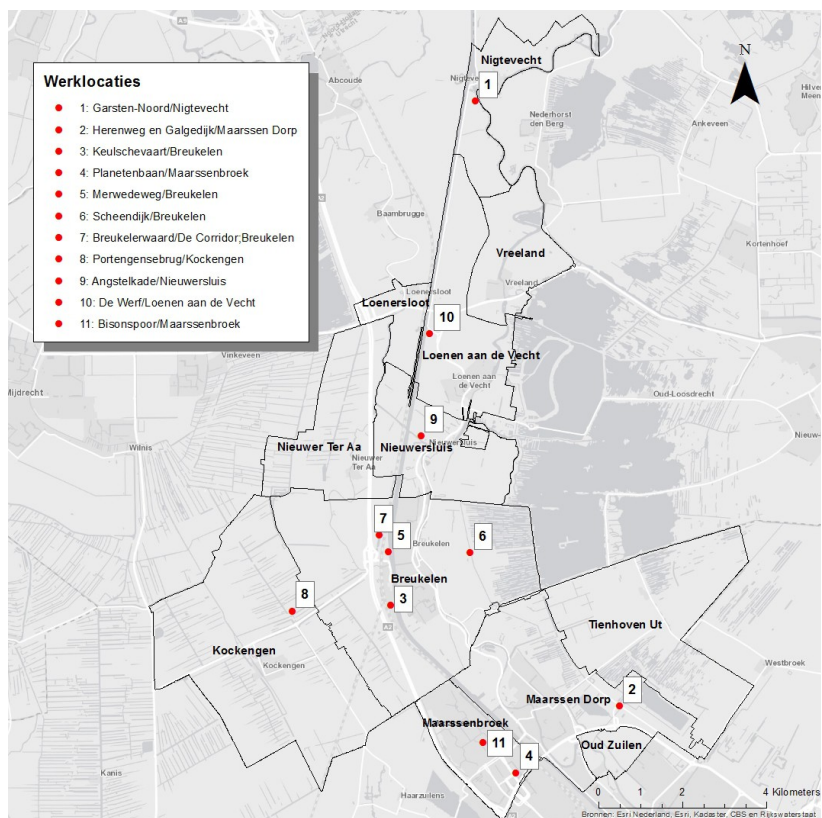 Werklocaties
1: Garsten-Noord/Nigtevecht
2: Herenweg en Galgedijk/Maarssen Dorp
3: Keulschevaart/Breukelen
4: Planetenbaan/Maarssenbroek
5: Merwedeweg/Breukelen
6: Scheendijk/Breukelen
7: Breukelerwaard/De Corridor;Breukelen
8: Portengensebrug/Kockengen
9: Angstelkade/Nieuwersluis
10: De Werf/Loenen aan de Vecht
11: Bisonspoor/Maarssenbroek
A9
Abcoude
Nigtevecht
1
N
Nederhorst
den Berg
Ankeveen
Baambrugge
A2
Kortenhoef
Vreeland
Vreeland
Loenersloot
Loenersloot
10
Vinkeveen
Loenen aan de Vecht
Loenen aan
de Vecht
Mijdrecht
Oud-Loosdrecht
9
Wilnis
Nieuwer Ter Aa
Nieuwer
Ter Aa
Nieuwersluis
Nieuwersluis
7
5
Breukelen
6
Breukelen
8
3
A2
Tienhoven Ut
Kockengen
Kockengen
Westbroek
2
Maarssen Dorp
Maarssenbroek
11
Oud Zuilen
4
Kanis
Haarzuilens
0 1 2 4 Kilometers
Bronnen: Esri Nederland, Esri, Kadaster, CBS en Rijkswaterstaat